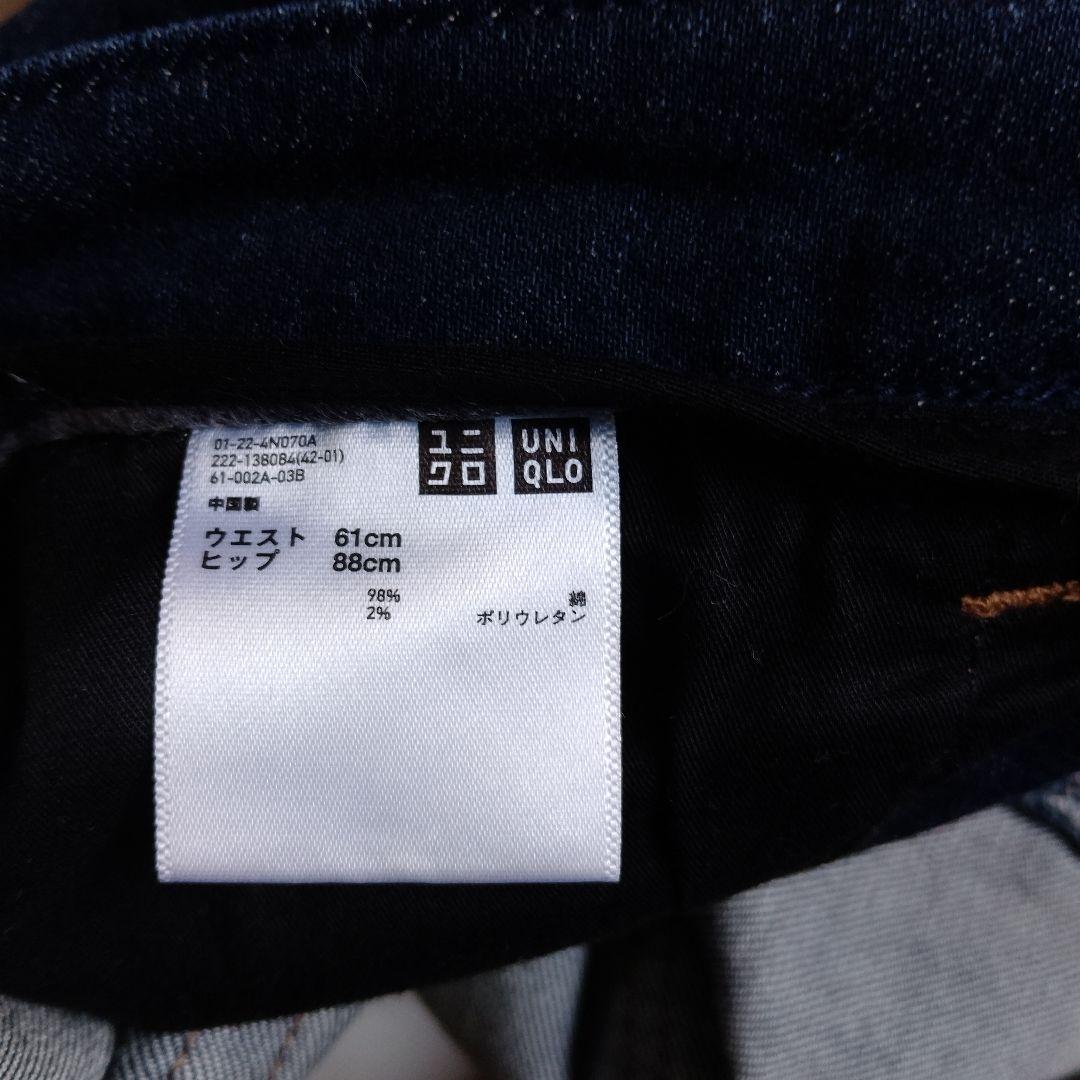 01-22-4N070A
222-138084(42-01)
61-002A-03B
中国製
ユニ
クロ
UNI
QLO
ウエスト 61cm
ヒップ 88cm
98% 綿
2% ポリウレタン